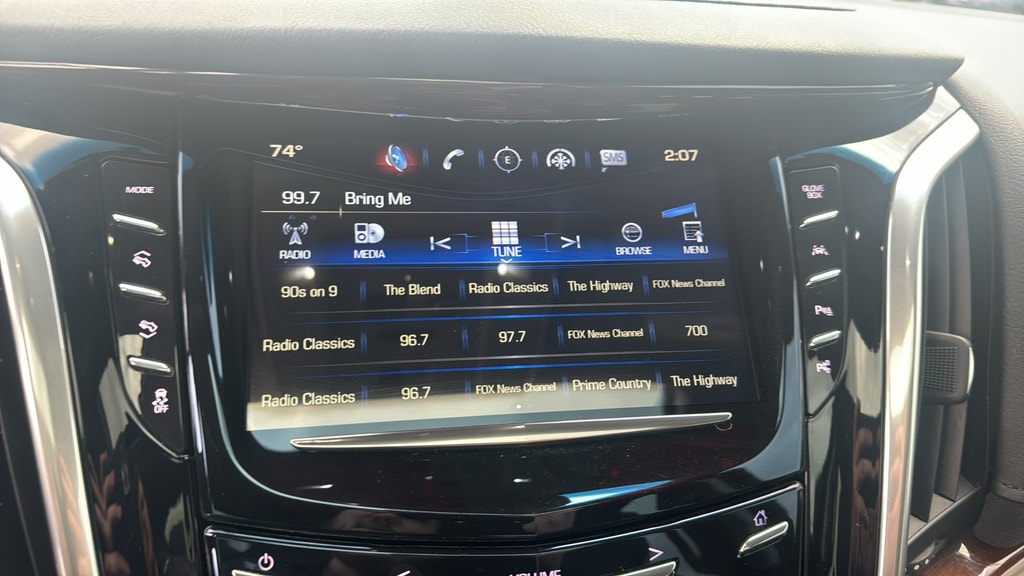 74° E SMS 2:07
MODE
GLOVE BOX
99.7 Bring Me
RADIO MEDIA TUNE BROWSE MENU
90s on 9 The Blend Radio Classics The Highway FOX News Channel
Radio Classics 96.7 97.7 FOX News Channel 700
Radio Classics 96.7 FOX News Channel Prime Country The Highway
OFF
VOLUME